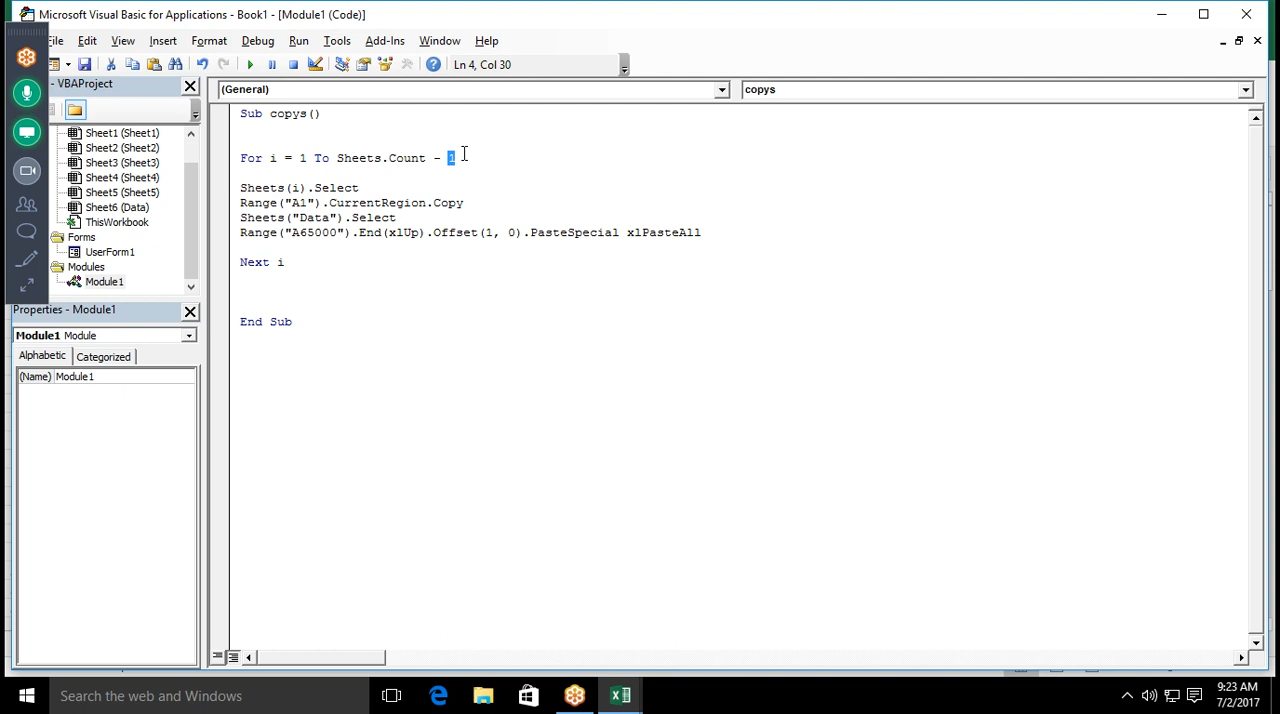 Microsoft Visual Basic for Applications - Book1 - [Module1 (Code)]
File Edit View Insert Format Debug Run Tools Add-Ins Window Help
Ln 4, Col 30
- VBAProject
(General) copys
Sheet1 (Sheet1)
Sheet2 (Sheet2)
Sheet3 (Sheet3)
Sheet4 (Sheet4)
Sheet5 (Sheet5)
Sheet6 (Data)
ThisWorkbook
Forms
UserForm1
Modules
Module1
Properties - Module1
Module1 Module
Alphabetic Categorized
(Name) Module1
Sub copys()
For i = 1 To Sheets.Count - 1
Sheets(i).Select
Range("A1").CurrentRegion.Copy
Sheets("Data").Select
Range("A65000").End(xlUp).Offset(1, 0).PasteSpecial xlPasteAll
Next i
End Sub
Search the web and Windows
9:23 AM
7/2/2017